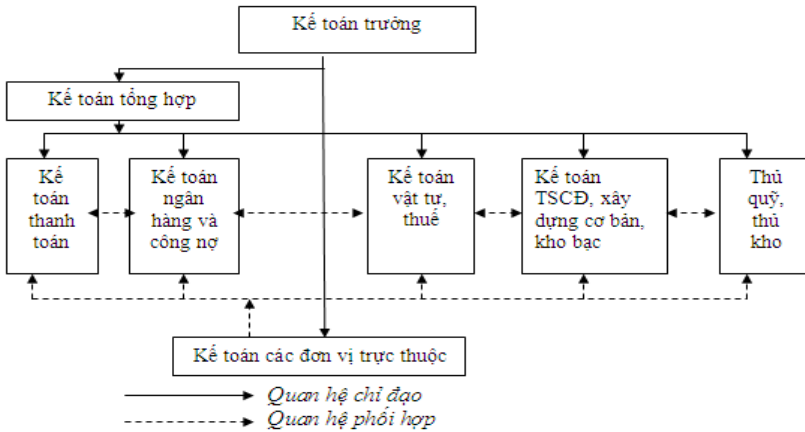 Kế toán trưởng
Kế toán tổng hợp
Kế
toán
thanh
toán
Kế toán
ngân
hàng và
công nợ
Kế toán
vật tư,
thuế
Kế toán
TSCĐ, xây
dựng cơ bản,
kho bạc
Thủ
quỹ,
thủ
kho
Kế toán các đơn vị trực thuộc
Quan hệ chỉ đạo
Quan hệ phối hợp